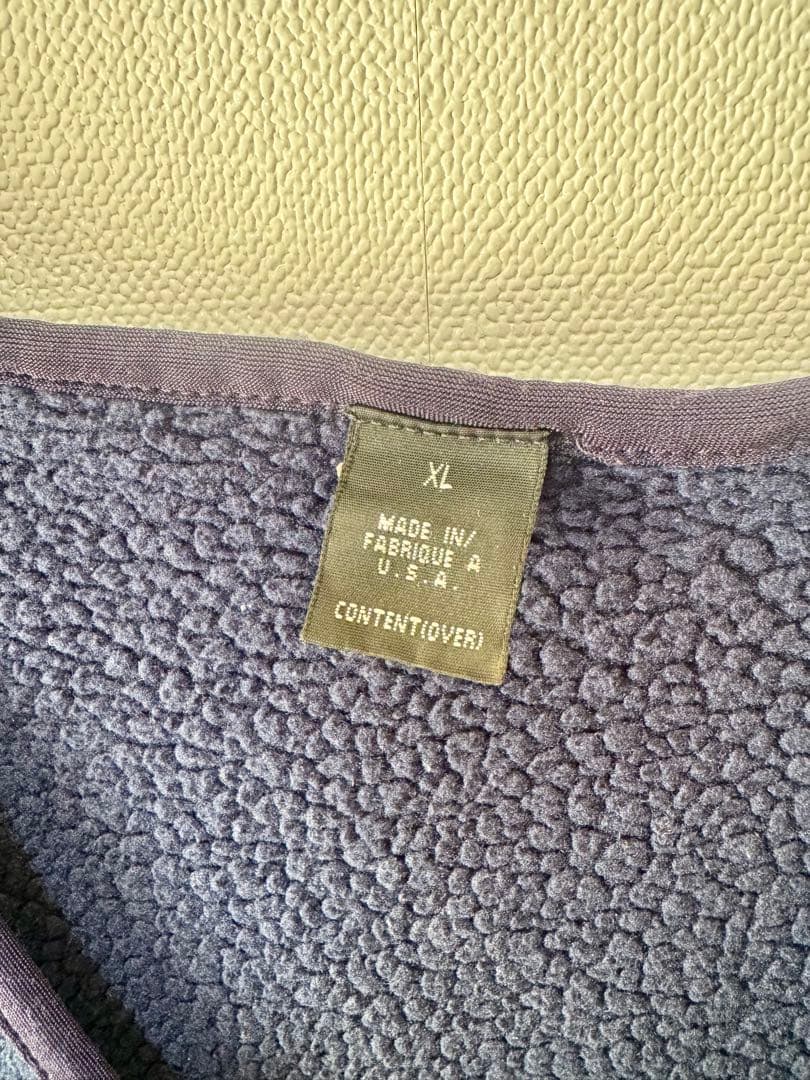 XL
MADE IN/
FABRIQUE A
U.S.A.
CONTENT(OVER)